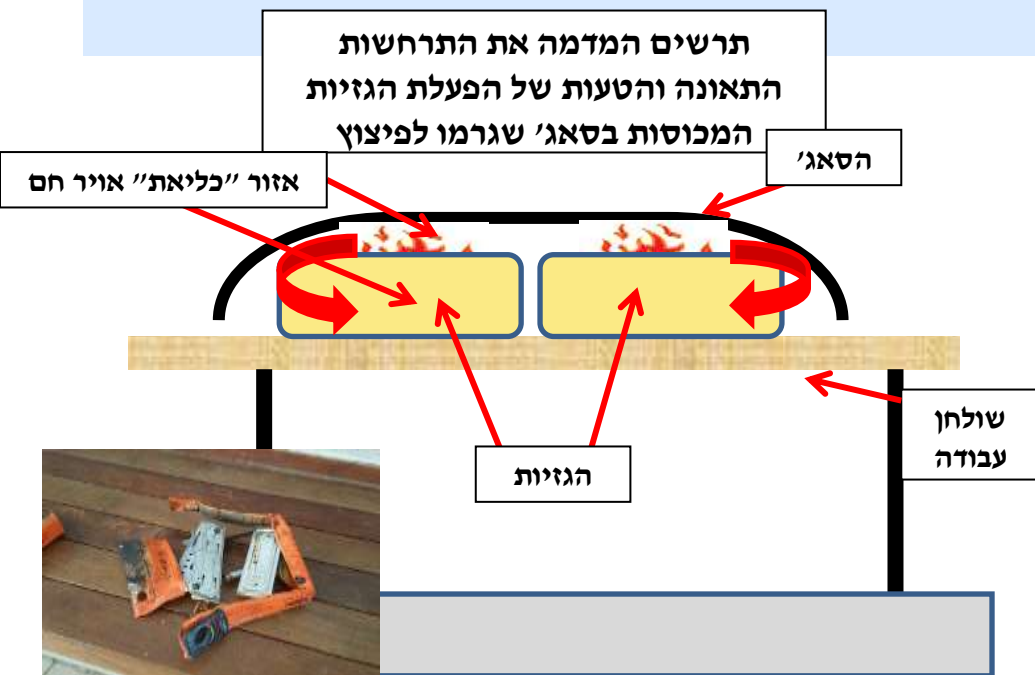 תרשים המדמה את התרחשות
התאונה והטעות של הפעלת הגזיות
המכוסות בסאג' שגרמו לפיצוץ
הסאג'
אזור "כליאת" אויר חם
שולחן
עבודה
הגזיות